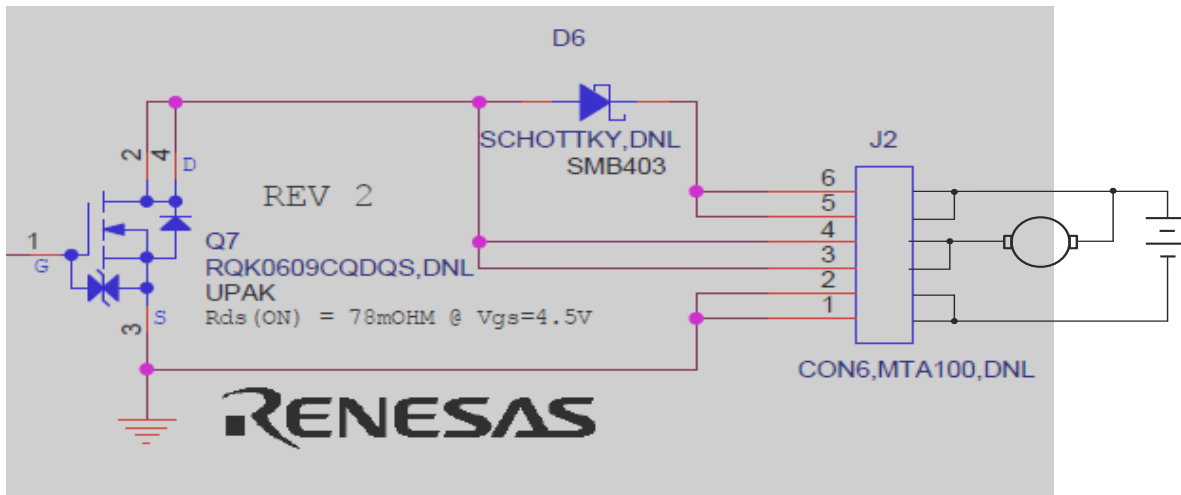 D6
SCHOTTKY,DNL
SMB403
J2
2
4
D
REV 2
6
5
4
3
2
1
1
G
Q7
RQK0609CQDQS,DNL
UPAK
Rds(ON) = 78mOHM @ Vgs=4.5V
3
S
CON6,MTA100,DNL
RENESAS